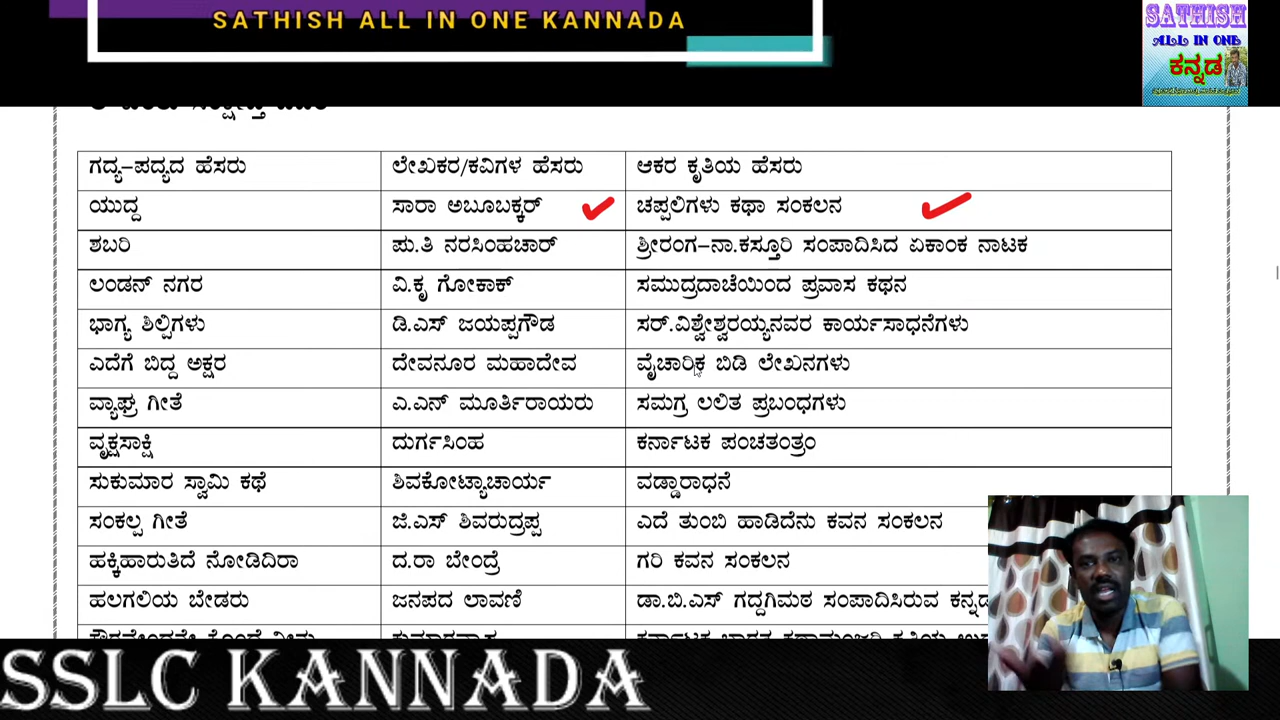 SATHISH ALL IN ONE KANNADA
SATHISH
ALL IN ONE
ಕನ್ನಡ
ಗದ್ಯ-ಪದ್ಯದ ಹೆಸರು ಲೇಖಕರ/ಕವಿಗಳ ಹೆಸರು ಆಕರ ಕೃತಿಯ ಹೆಸರು
ಯುದ್ದ ಸಾರಾ ಅಬೂಬಕ್ಕರ್ ಚಪ್ಪಲಿಗಳು ಕಥಾ ಸಂಕಲನ
ಶಬರಿ ಪು.ತಿ ನರಸಿಂಹಚಾರ್ ಶ್ರೀರಂಗ-ನಾ.ಕಸ್ತೂರಿ ಸಂಪಾದಿಸಿದ ಏಕಾಂಕ ನಾಟಕ
ಲಂಡನ್ ನಗರ ವಿ.ಕೃ ಗೋಕಾಕ್ ಸಮುದ್ರದಾಚೆಯಿಂದ ಪ್ರವಾಸ ಕಥನ
ಭಾಗ್ಯ ಶಿಲ್ಪಿಗಳು ಡಿ.ಎಸ್ ಜಯಪ್ಪಗೌಡ ಸರ್.ವಿಶ್ವೇಶ್ವರಯ್ಯನವರ ಕಾರ್ಯಸಾಧನೆಗಳು
ಎದೆಗೆ ಬಿದ್ದ ಅಕ್ಷರ ದೇವನೂರ ಮಹಾದೇವ ವೈಚಾರಿಕ ಬಿಡಿ ಲೇಖನಗಳು
ವ್ಯಾಘ್ರ ಗೀತೆ ಎ.ಎನ್ ಮೂರ್ತಿರಾಯರು ಸಮಗ್ರ ಲಲಿತ ಪ್ರಬಂಧಗಳು
ವೃಕ್ಷಸಾಕ್ಷಿ ದುರ್ಗಸಿಂಹ ಕರ್ನಾಟಕ ಪಂಚತಂತ್ರಂ
ಸುಕುಮಾರ ಸ್ವಾಮಿ ಕಥೆ ಶಿವಕೋಟ್ಯಾಚಾರ್ಯ ವಡ್ಡಾರಾಧನೆ
ಸಂಕಲ್ಪ ಗೀತೆ ಜಿ.ಎಸ್ ಶಿವರುದ್ರಪ್ಪ ಎದೆ ತುಂಬಿ ಹಾಡಿದೆನು ಕವನ ಸಂಕಲನ
ಹಕ್ಕಿಹಾರುತಿದೆ ನೋಡಿದಿರಾ ದ.ರಾ ಬೇಂದ್ರೆ ಗರಿ ಕವನ ಸಂಕಲನ
ಹಲಗಲಿಯ ಬೇಡರು ಜನಪದ ಲಾವಣಿ ಡಾ.ಬಿ.ಎಸ್ ಗದ್ದಗಿಮಠ ಸಂಪಾದಿಸಿರುವ
SSLC KANNADA